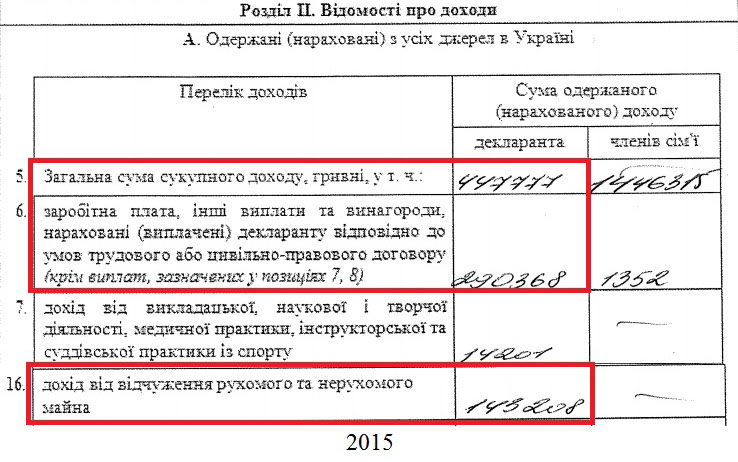 Розділ ІІ. Відомості про доходи
А. Одержані (нараховані) з усіх джерел в Україні
Перелік доходів
Сума одержаного
(нарахованого) доходу
декларанта
членів сім'ї
5. Загальна сума сукупного доходу, гривні, у т. ч.: 447777 1446315
6. заробітна плата, інші виплати та винагороди,
нараховані (виплачені) декларанту відповідно до
умов трудового або цивільно-правового договору
(крім виплат, зазначених у позиціях 7, 8) 290368 1352
7. дохід від викладацької, наукової і творчої
діяльності, медичної практики, інструкторської та
суддівської практики із спорту 14201 —
16. дохід від відчуження рухомого та нерухомого
майна 143208 —
2015